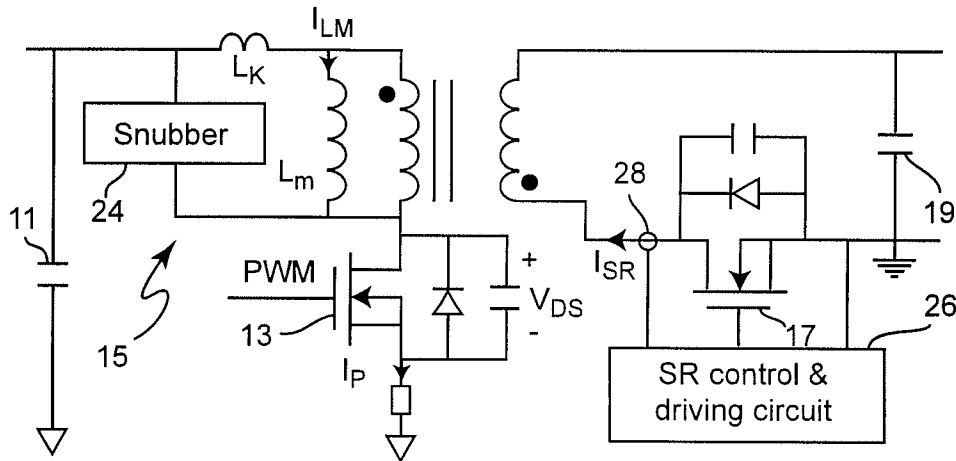 I_LM
L_K
Snubber
24
L_m
28
19
11
PWM
+
V_DS
-
I_SR
13
17
26
15
I_P
SR control &
driving circuit